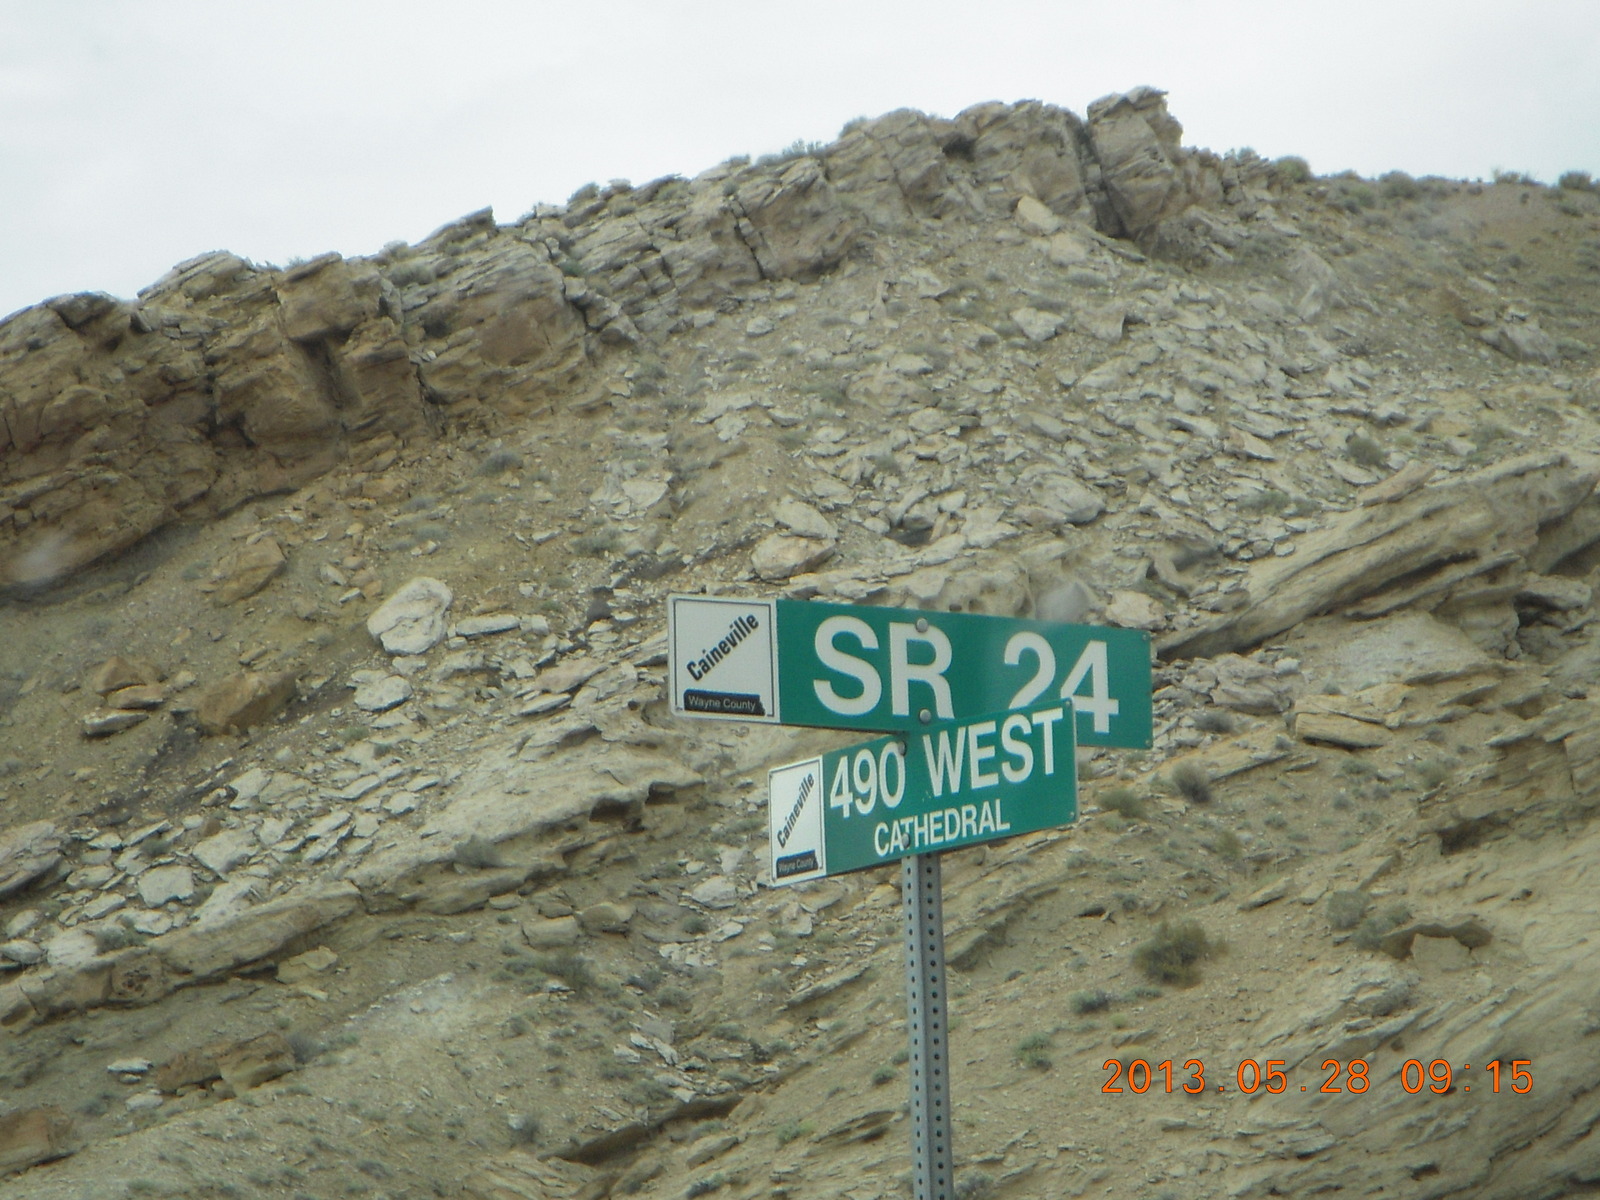 Caineville
Wayne County
SR 24
Caineville
Wayne County
490 WEST
CATHEDRAL
2013.05.28 09:15